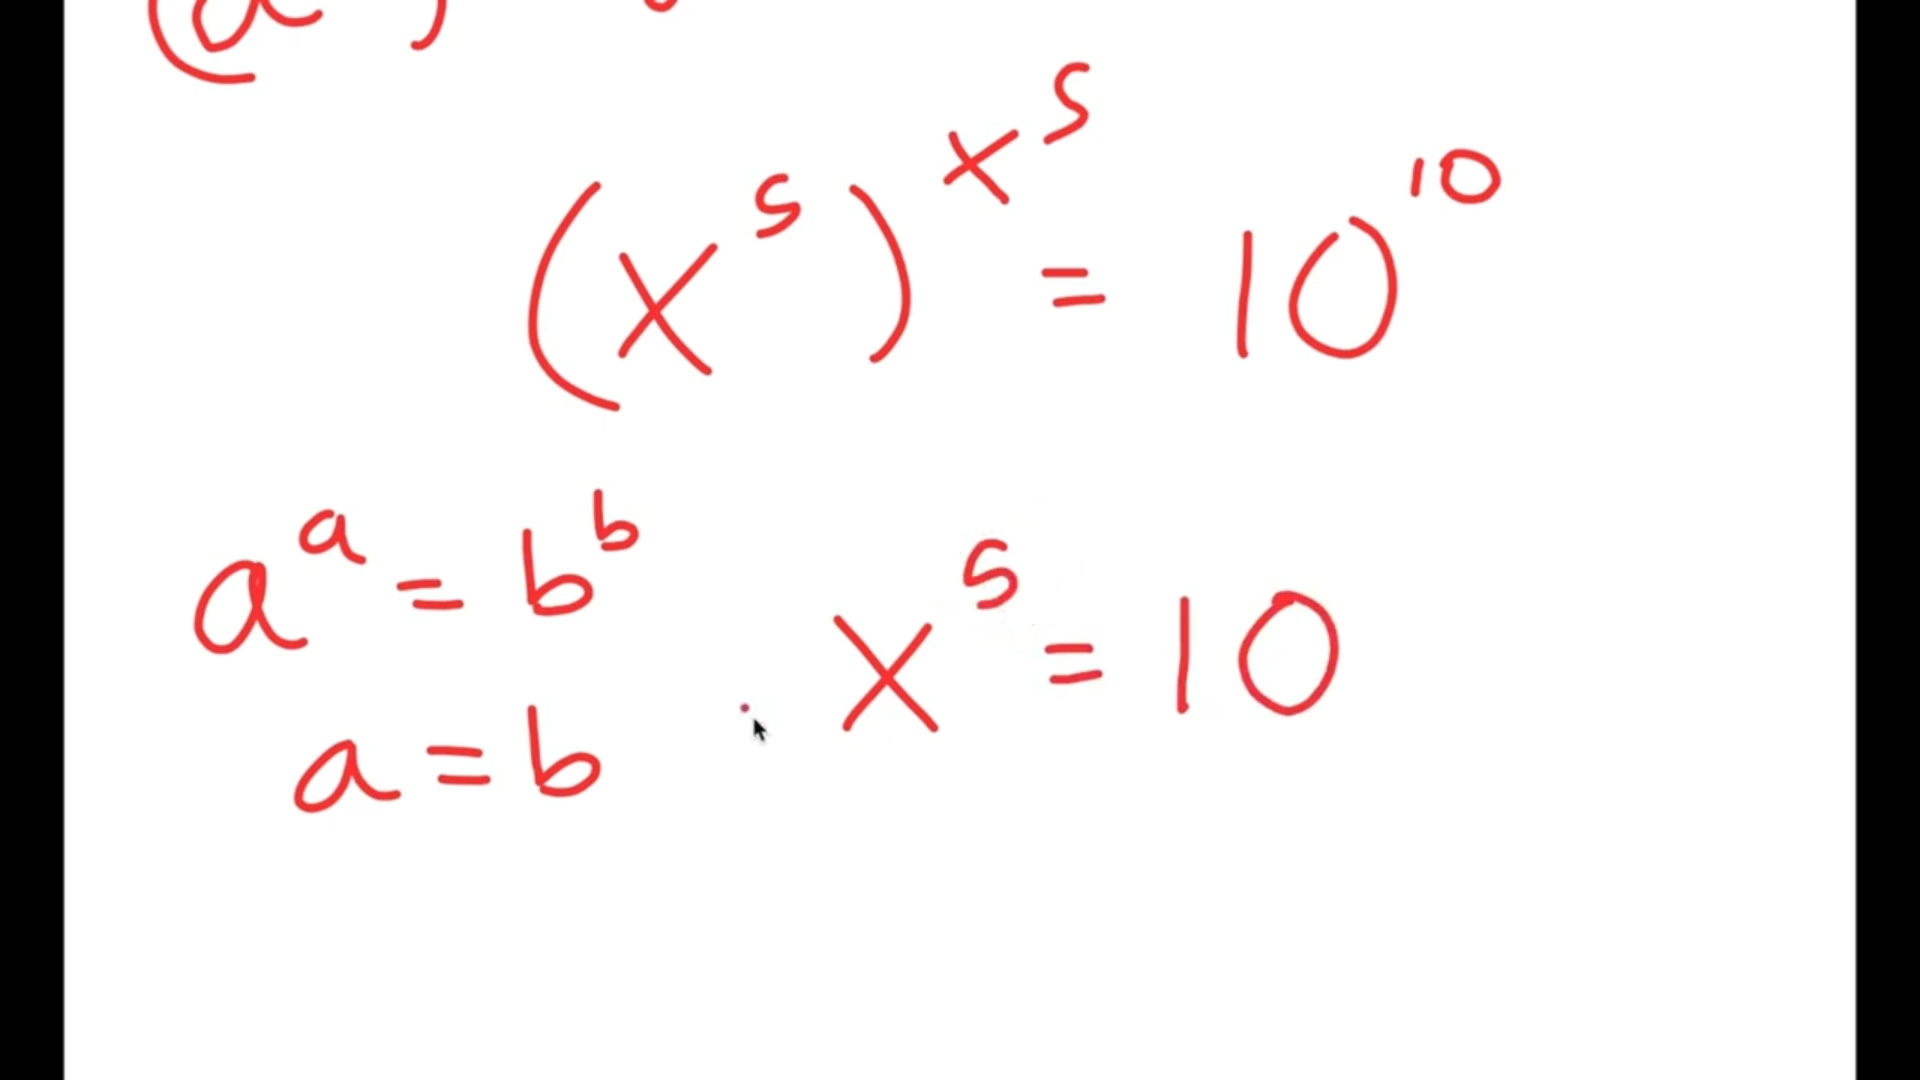 (x^5)^x^5 = 10^10
a^a = b^b
x^5 = 10
a = b